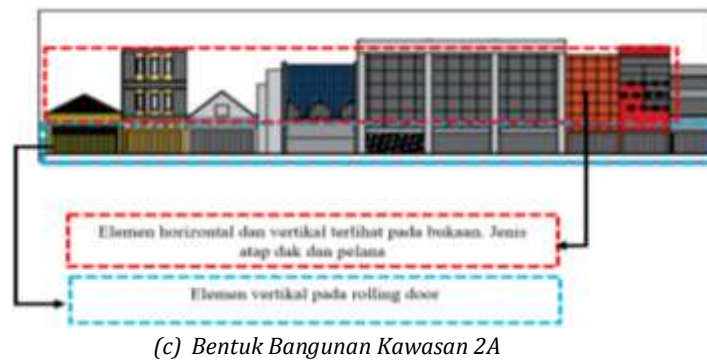 Elemen horizontal dan vertikal terlihat pada bukaan. Jenis
atap dak dan pelana
Elemen vertikal pada rolling door
(c) Bentuk Bangunan Kawasan 2A